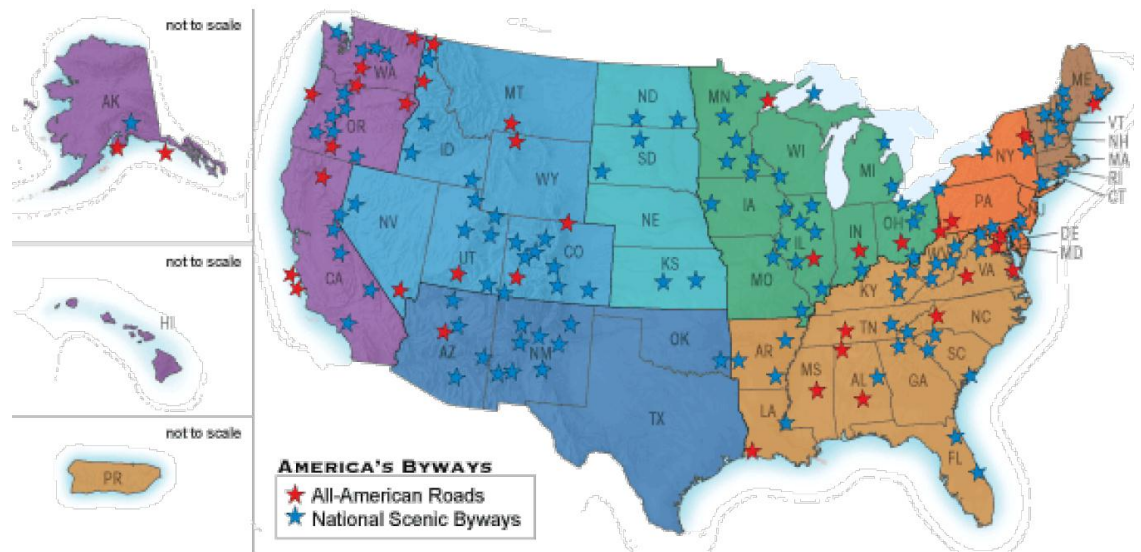 not to scale
AK
not to scale
HI
not to scale
PR
WA
OR
CA
ID
NV
MT
WY
UT
CO
AZ
NM
ND
SD
NE
KS
OK
TX
MN
WI
IA
MO
IL
MI
IN
OH
KY
WV
VA
TN
NC
SC
AR
LA
MS
AL
GA
FL
NY
PA
NJ
ME
VT
NH
MA
RI
CT
DE
MD
AMERICA'S BYWAYS
All-American Roads
National Scenic Byways